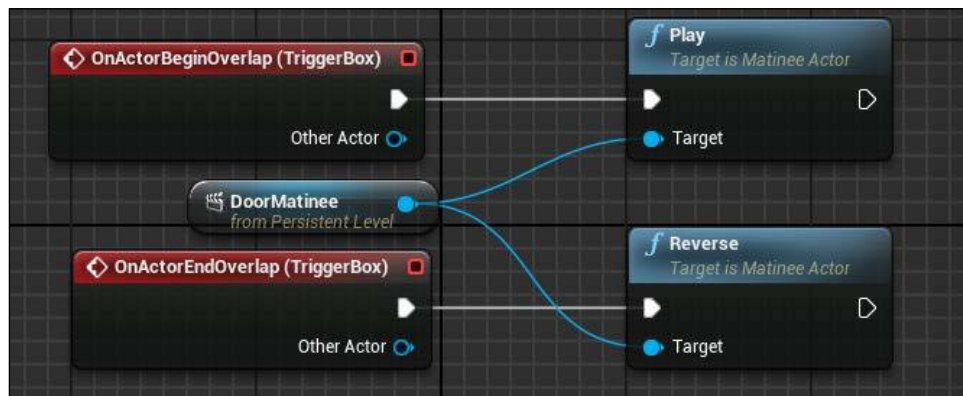 OnActorBeginOverlap (TriggerBox)
Other Actor
f Play
Target is Matinee Actor
Target
DoorMatinee
from Persistent Level
OnActorEndOverlap (TriggerBox)
Other Actor
f Reverse
Target is Matinee Actor
Target